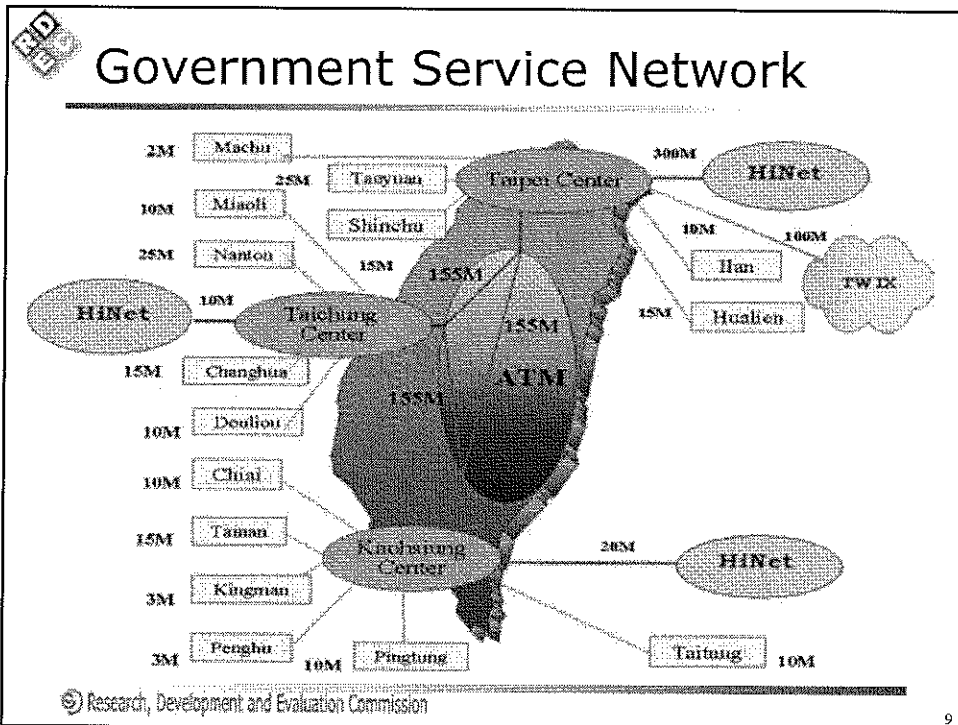 RDEC
Government Service Network
2M
Machu
25M
Taoyuan
Taipei Center
300M
HiNet
10M
Miaoli
Shinchu
25M
Nantou
15M
155M
10M
Ilan
100M
TWIX
HiNet
10M
Taichung
Center
155M
15M
Hualien
15M
Changhua
155M
ATM
10M
Douliou
10M
Chiai
15M
Tainan
Kaohsiung
Center
20M
HiNet
3M
Kingman
3M
Penghu
10M
Pingtung
Taitung
10M
Research, Development and Evaluation Commission
9